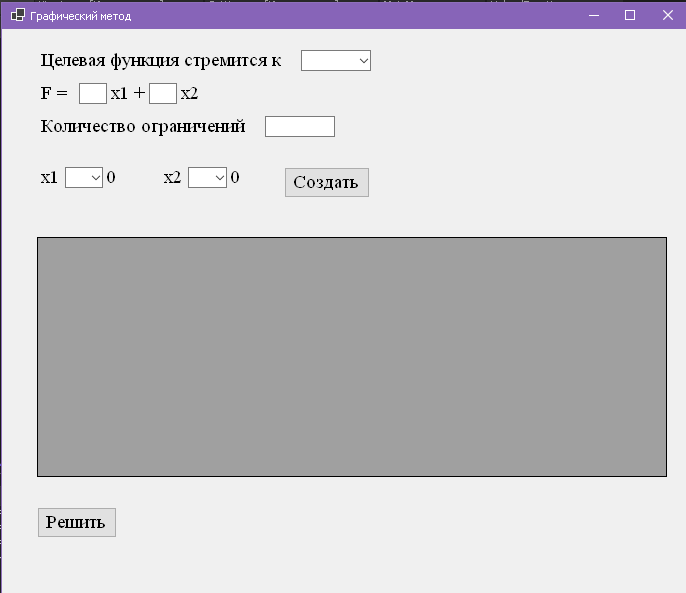 Графический метод
Целевая функция стремится к
F = x1 + x2
Количество ограничений
x1 0 x2 0 Создать
Решить